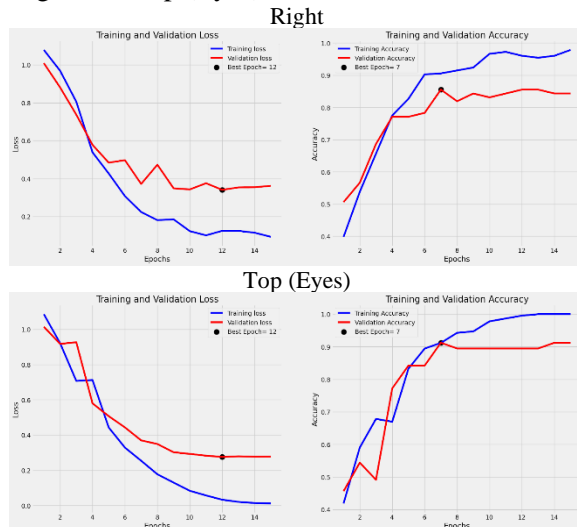 Right
Training and Validation Loss
Training loss
Validation loss
Best Epoch= 12
Loss
1.0
0.8
0.6
0.4
0.2
2 4 6 8 10 12 14
Epochs
Training and Validation Accuracy
Training Accuracy
Validation Accuracy
Best Epoch= 7
Accuracy
1.0
0.9
0.8
0.7
0.6
0.5
0.4
2 4 6 8 10 12 14
Epochs
Top (Eyes)
Training and Validation Loss
Training loss
Validation loss
Best Epoch= 12
Loss
1.0
0.8
0.6
0.4
0.2
0.0
2 4 6 8 10 12 14
Epochs
Training and Validation Accuracy
Training Accuracy
Validation Accuracy
Best Epoch= 7
Accuracy
1.0
0.9
0.8
0.7
0.6
0.5
0.4
2 4 6 8 10 12 14
Epochs